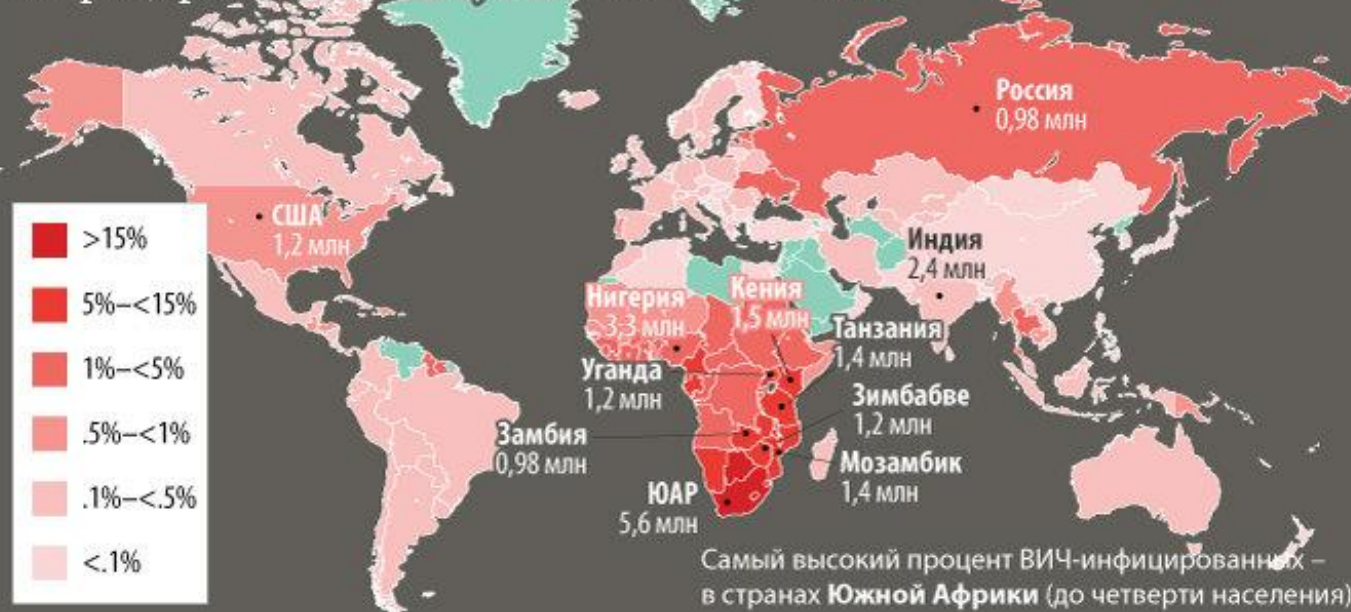 Россия
0,98 млн
США
1,2 млн
>15%
5%–<15%
1%–<5%
.5%–<1%
.1%–<.5%
<.1%
Индия
2,4 млн
Нигерия
3,3 млн
Кения
1,5 млн
Танзания
1,4 млн
Уганда
1,2 млн
Зимбабве
1,2 млн
Замбия
0,98 млн
Мозамбик
1,4 млн
ЮАР
5,6 млн
Самый высокий процент ВИЧ-инфицированных –
в странах Южной Африки (до четверти населения)